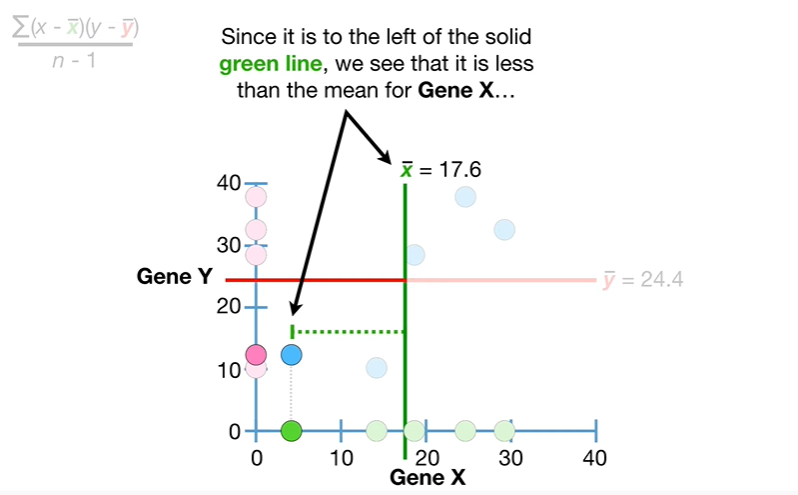 Σ(x - x̄)(y - ȳ)
n - 1
Since it is to the left of the solid
green line, we see that it is less
than the mean for Gene X...
x̄ = 17.6
40
30
Gene Y
ȳ = 24.4
20
10
0
0 10 20 30 40
Gene X